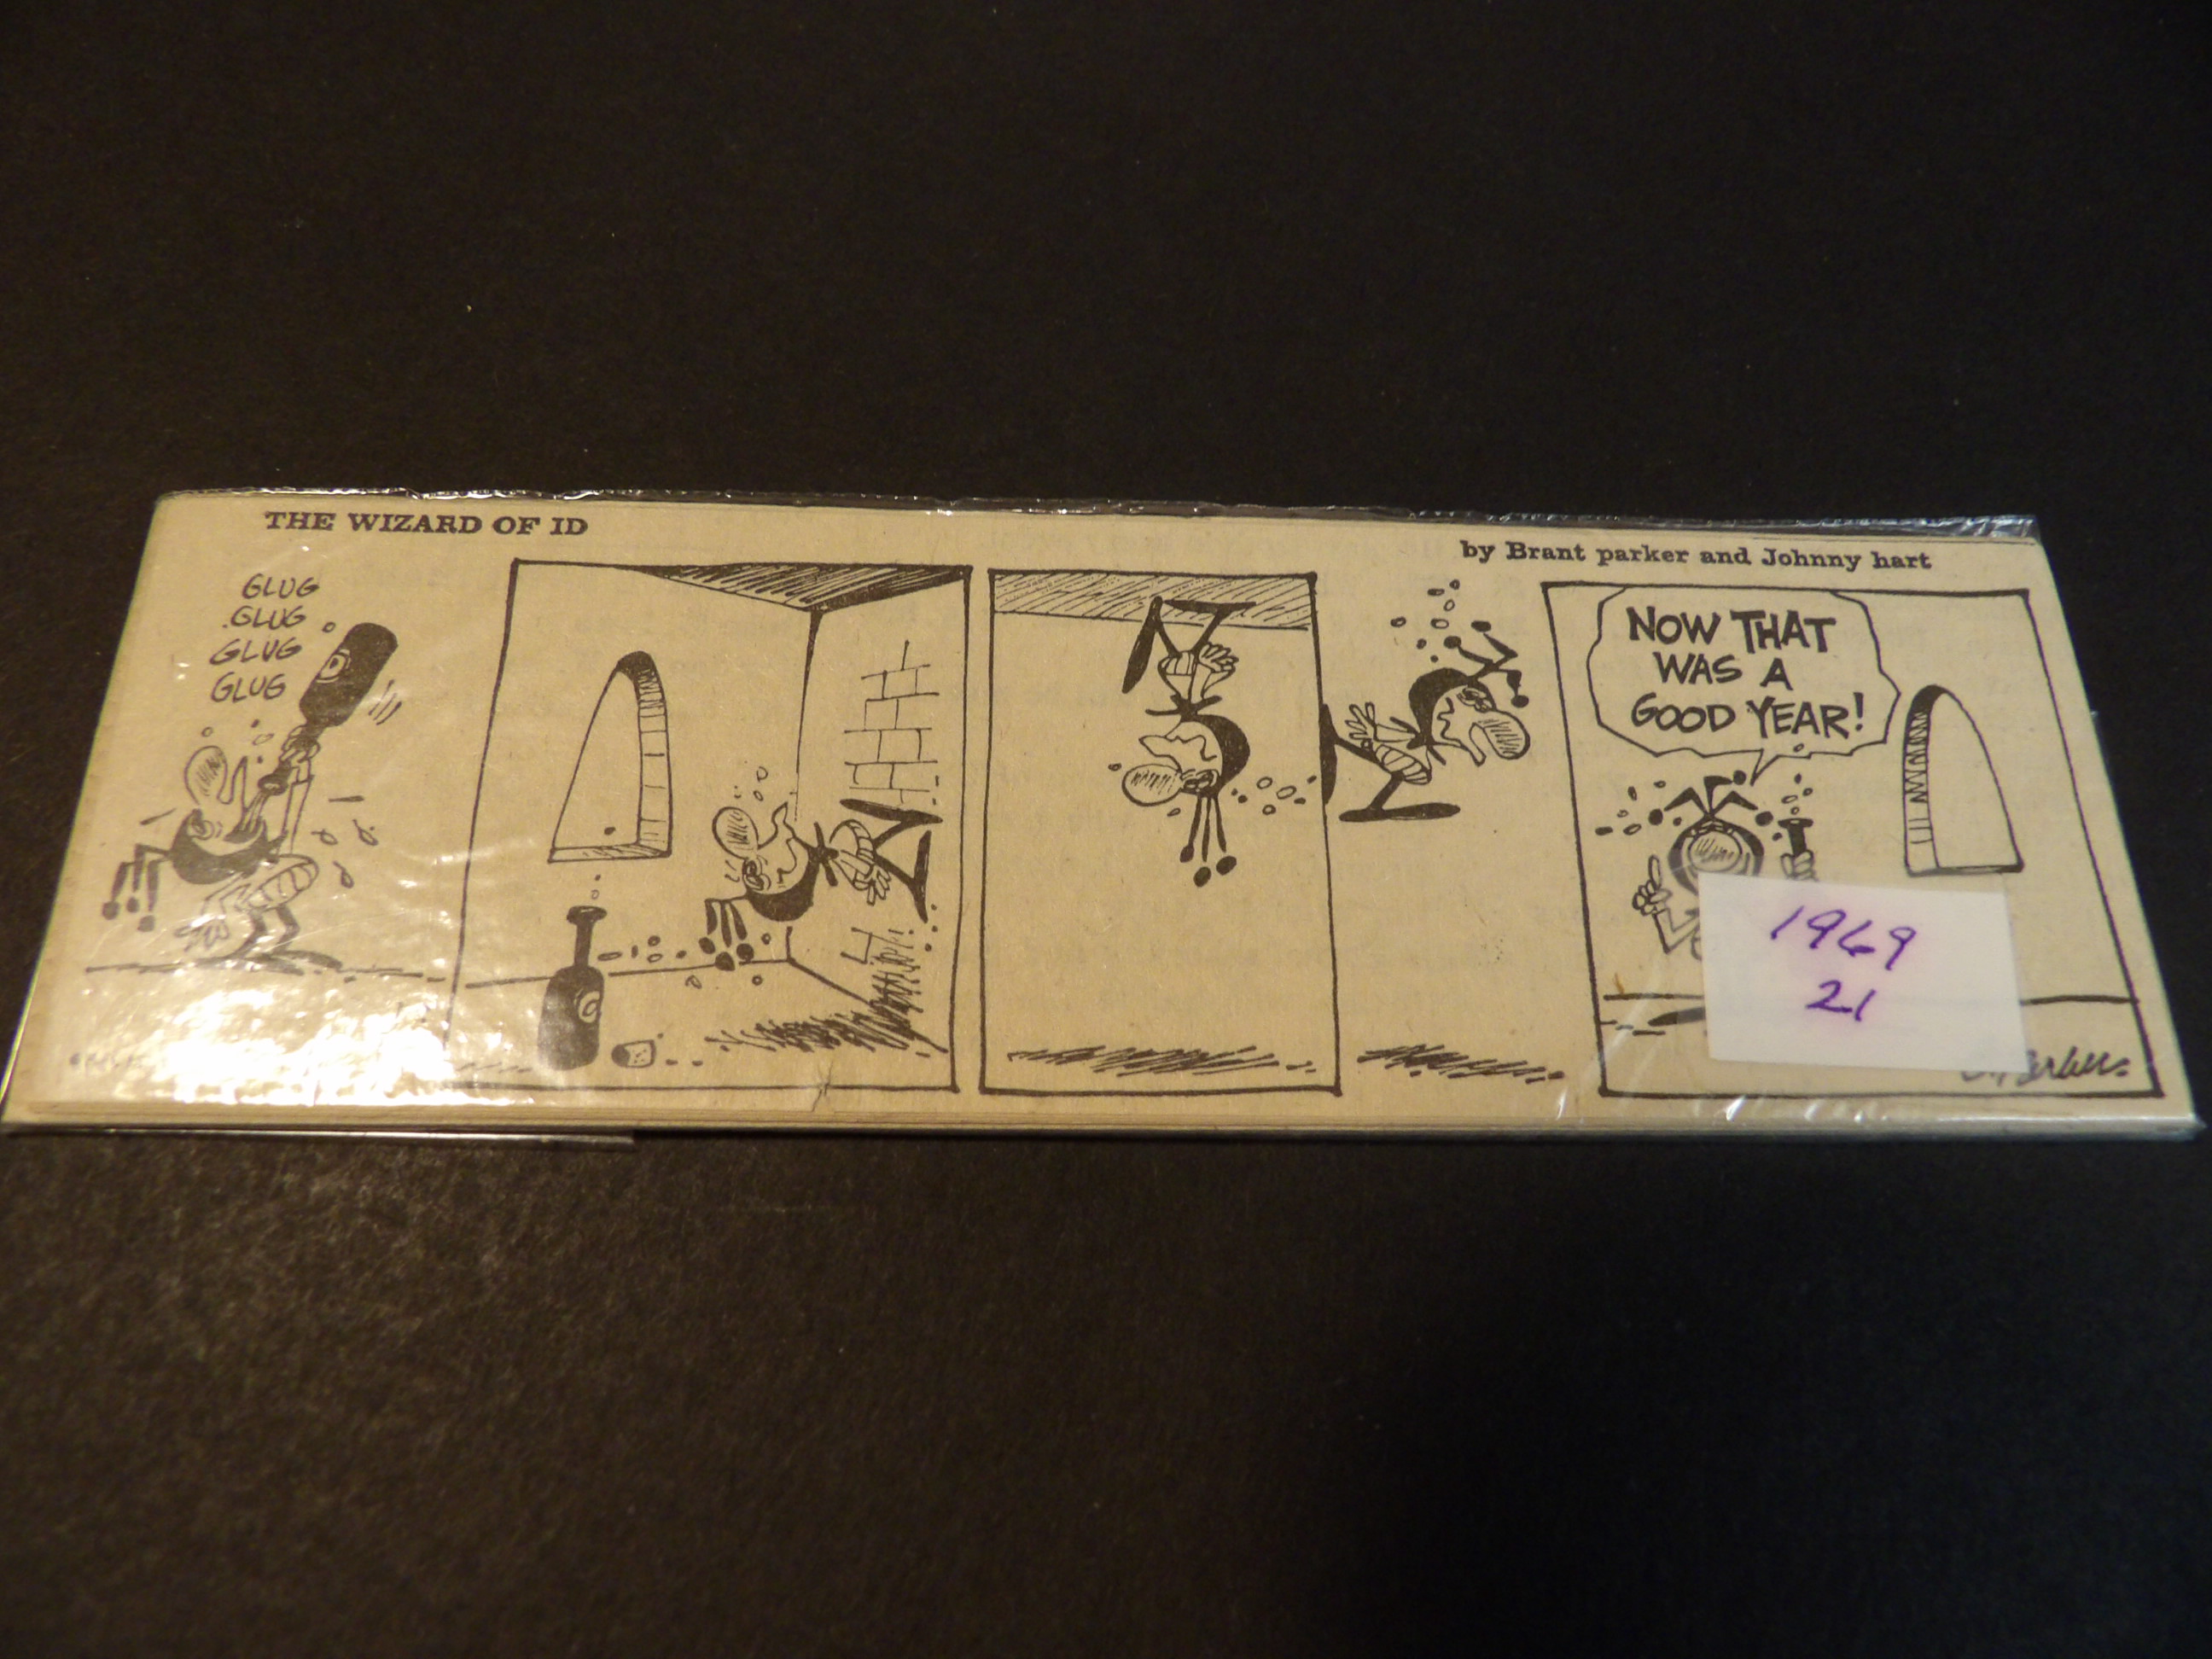 THE WIZARD OF ID
by Brant parker and Johnny hart
GLUG
GLUG
GLUG
GLUG
NOW THAT
WAS A
GOOD YEAR!
1969
21